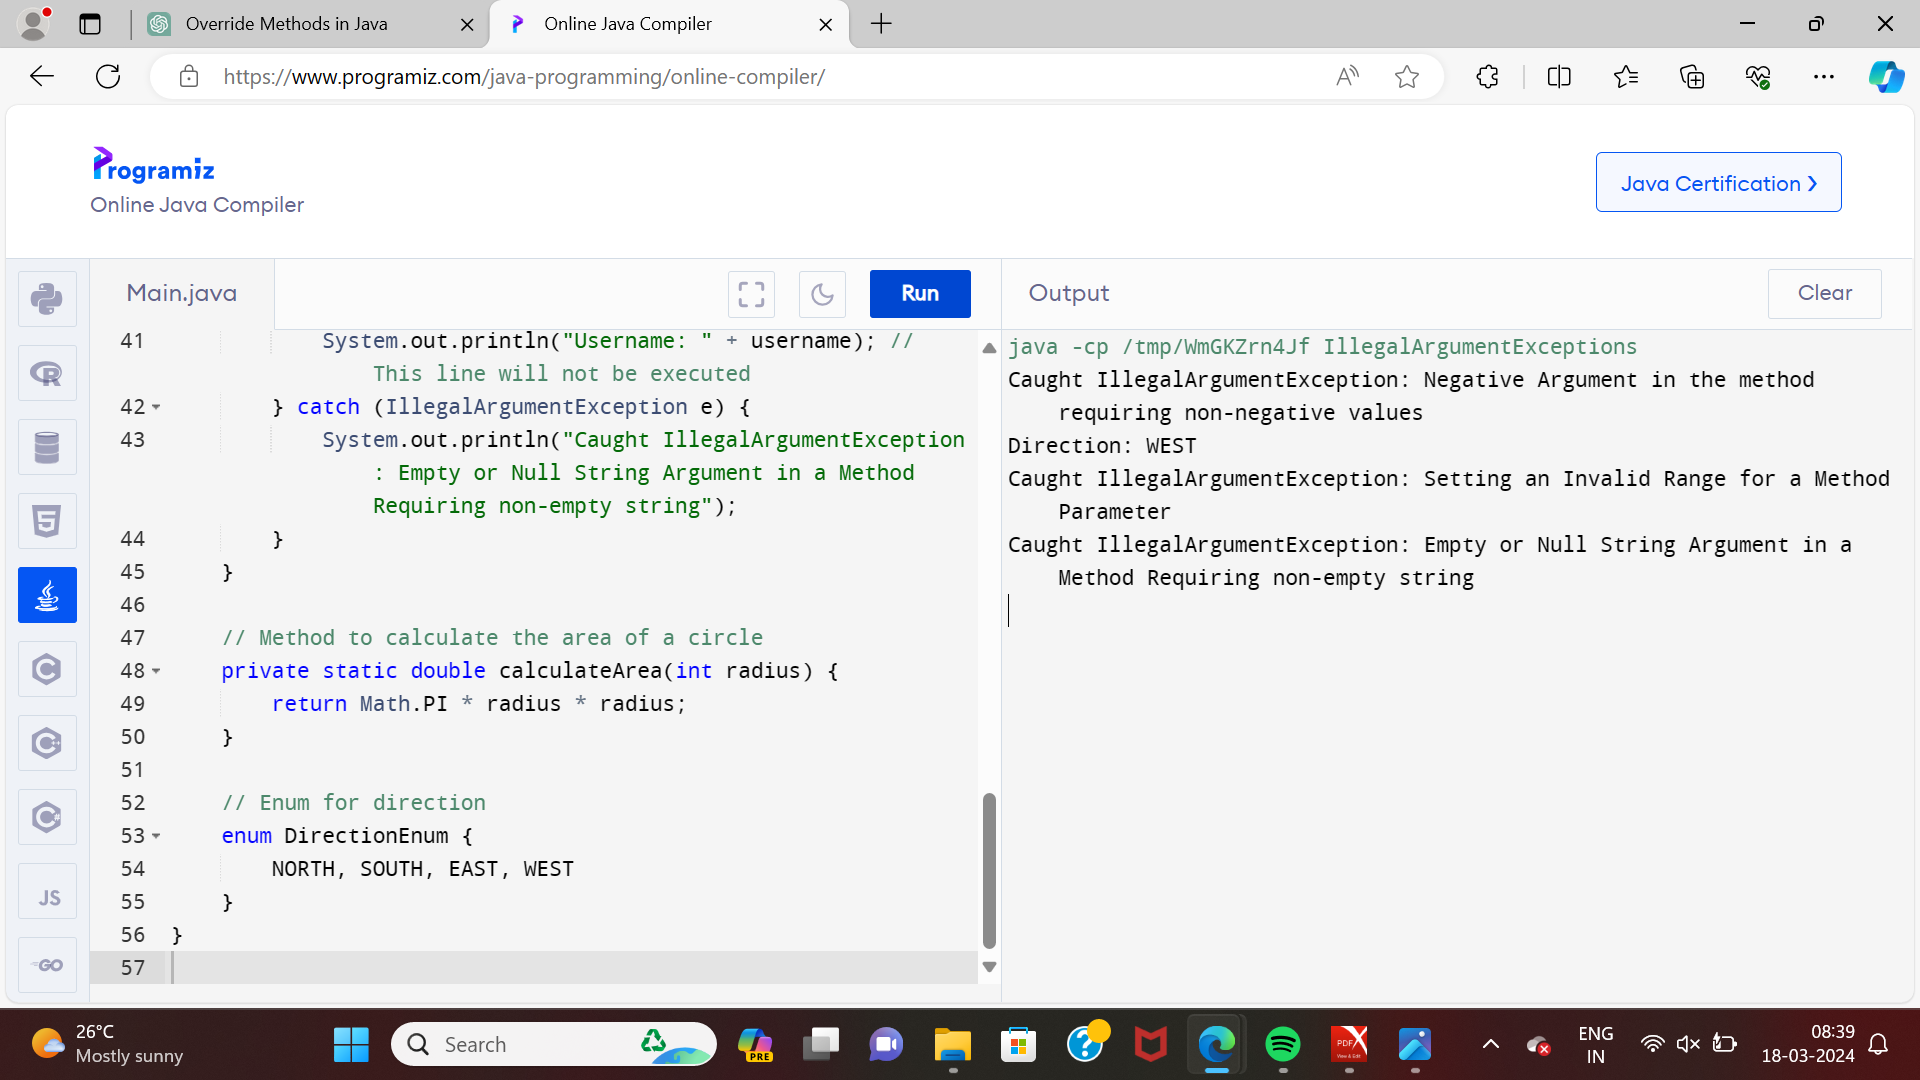 Override Methods in Java
Online Java Compiler
https://www.programiz.com/java-programming/online-compiler/
Programiz
Online Java Compiler
Java Certification ❯
Main.java
Run
Output
Clear
41 System.out.println("Username: " + username); //
This line will not be executed
42 } catch (IllegalArgumentException e) {
43 System.out.println("Caught IllegalArgumentException
: Empty or Null String Argument in a Method
Requiring non-empty string");
44 }
45 }
46
47 // Method to calculate the area of a circle
48 private static double calculateArea(int radius) {
49 return Math.PI * radius * radius;
50 }
51
52 // Enum for direction
53 enum DirectionEnum {
54 NORTH, SOUTH, EAST, WEST
55 }
56 }
57
java -cp /tmp/WmGKZrn4Jf IllegalArgumentExceptions
Caught IllegalArgumentException: Negative Argument in the method
requiring non-negative values
Direction: WEST
Caught IllegalArgumentException: Setting an Invalid Range for a Method
Parameter
Caught IllegalArgumentException: Empty or Null String Argument in a
Method Requiring non-empty string
R
5
C
C++
C#
JS
GO
26°C
Mostly sunny
Search
PRE
PDF
View & Edit
ENG
IN
08:39
18-03-2024